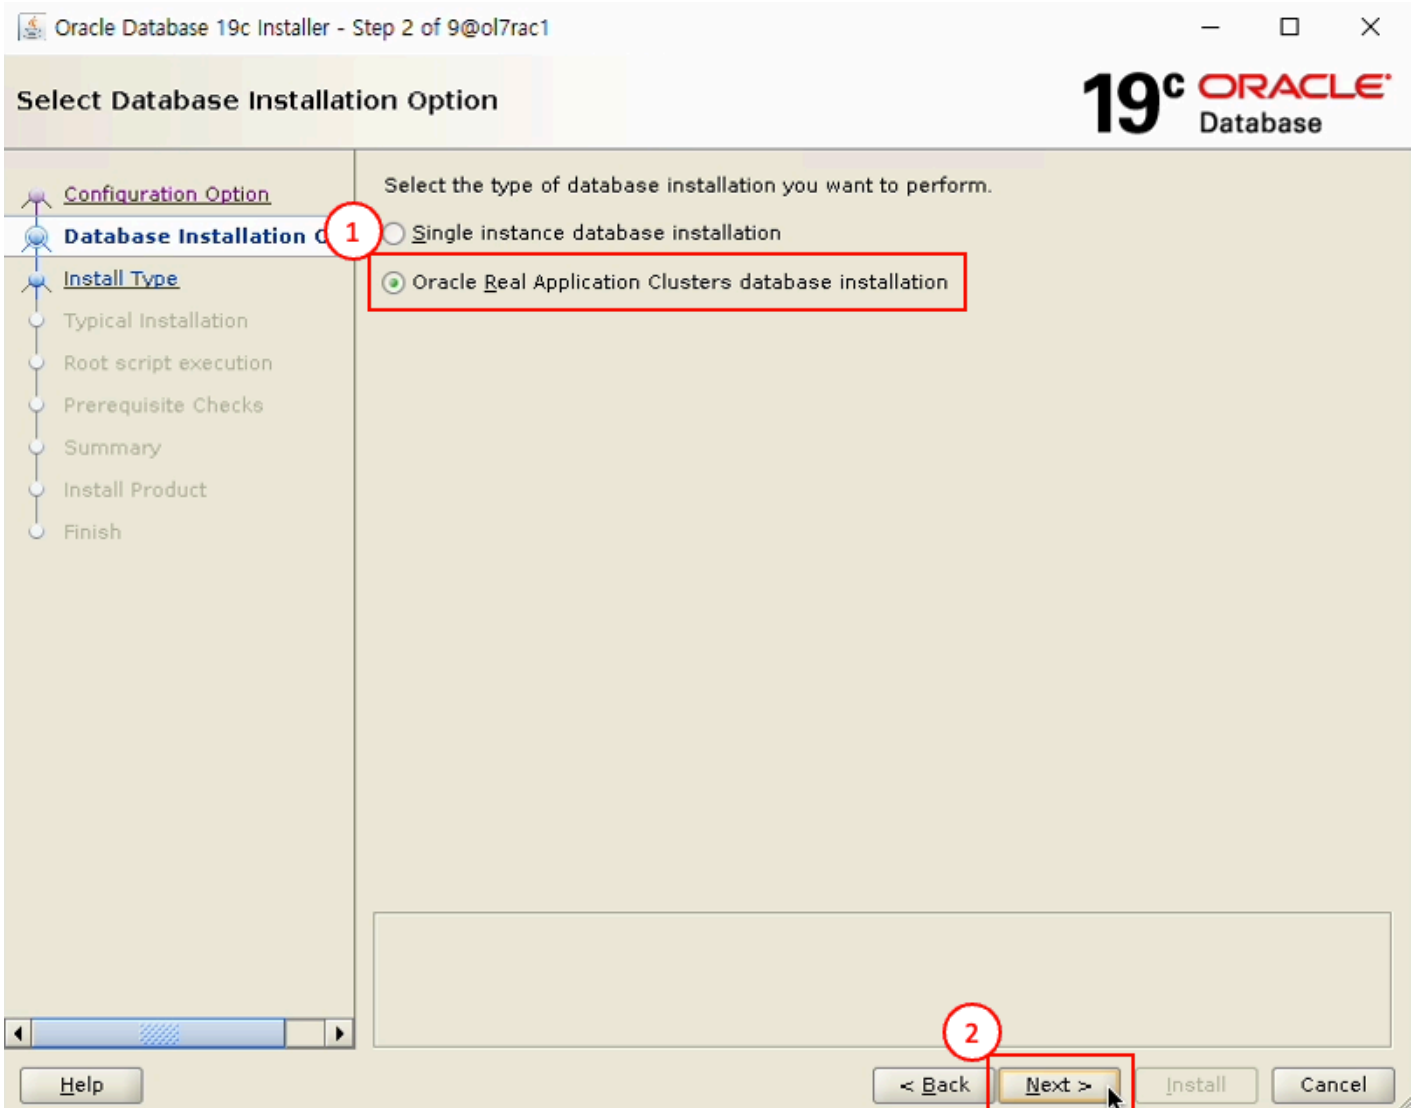 Oracle Database 19c Installer - Step 2 of 9@ol7rac1
Select Database Installation Option
19c ORACLE
Database
Configuration Option
Database Installation O
Install Type
Typical Installation
Root script execution
Prerequisite Checks
Summary
Install Product
Finish
Select the type of database installation you want to perform.
1
Single instance database installation
Oracle Real Application Clusters database installation
2
Help
< Back
Next >
Install
Cancel